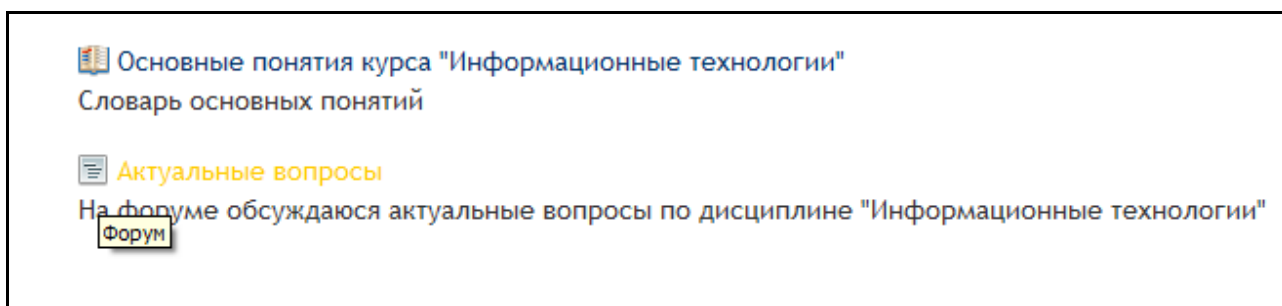 Основные понятия курса "Информационные технологии"
Словарь основных понятий
Актуальные вопросы
На форуме обсуждаюся актуальные вопросы по дисциплине "Информационные технологии"
Форум